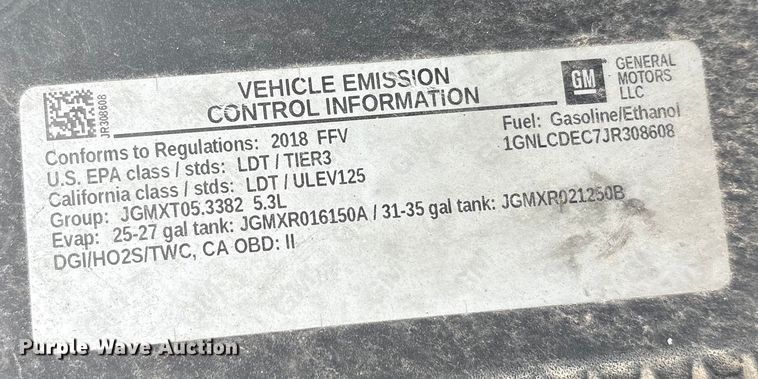 VEHICLE EMISSION
CONTROL INFORMATION
GM
GENERAL
MOTORS
LLC
JR308608
Conforms to Regulations: 2018 FFV
Fuel: Gasoline/Ethanol
U.S. EPA class / stds: LDT / TIER3
1GNLCDEC7JR308608
California class / stds: LDT / ULEV125
Group: JGMXT05.3382 5.3L
Evap: 25-27 gal tank: JGMXR016150A / 31-35 gal tank: JGMXR021250B
DGI/HO2S/TWC, CA OBD: II
Purple Wave Auction